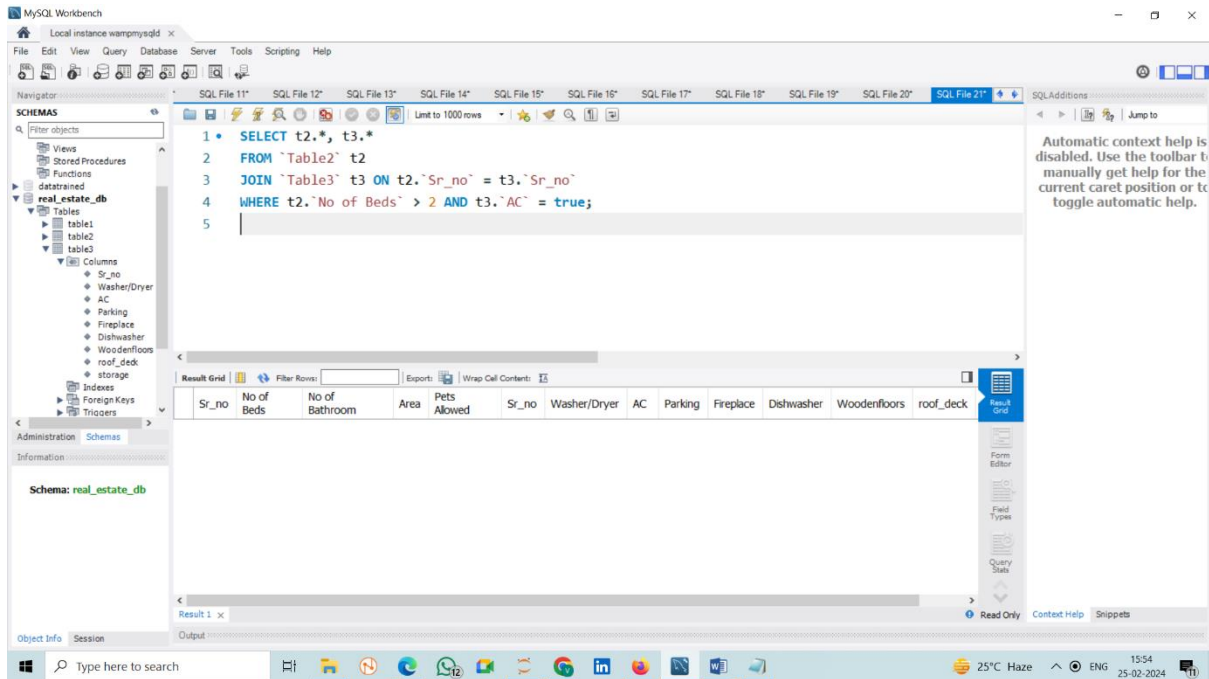 MySQL Workbench
Local instance wampmysqld ×
File Edit View Query Database Server Tools Scripting Help
Navigator
SQL File 11* SQL File 12* SQL File 13* SQL File 14* SQL File 15* SQL File 16* SQL File 17* SQL File 18* SQL File 19* SQL File 20* SQL File 21*
SQLAdditions
SCHEMAS
Filter objects
Limit to 1000 rows
Jump to
Views
Stored Procedures
Functions
datatrained
real_estate_db
Tables
table1
table2
table3
Columns
Sr_no
Washer/Dryer
AC
Parking
Fireplace
Dishwasher
Woodenfloors
roof_deck
storage
Indexes
Foreign Keys
Triggers
Administration Schemas
Information
Schema: real_estate_db
Object Info Session
1 SELECT t2.*, t3.*
2 FROM `Table2` t2
3 JOIN `Table3` t3 ON t2.`Sr_no` = t3.`Sr_no`
4 WHERE t2.`No of Beds` > 2 AND t3.`AC` = true;
5
Automatic context help is
disabled. Use the toolbar t
manually get help for the
current caret position or to
toggle automatic help.
Result Grid Filter Rows: Export: Wrap Cell Content:
Sr_no No of Beds No of Bathroom Area Pets Allowed Sr_no Washer/Dryer AC Parking Fireplace Dishwasher Woodenfloors roof_deck
Result Grid
Form Editor
Field Types
Query Stats
Result 1 ×
Read Only
Context Help Snippets
Output
Type here to search
12
25°C Haze
ENG
15:54
25-02-2024